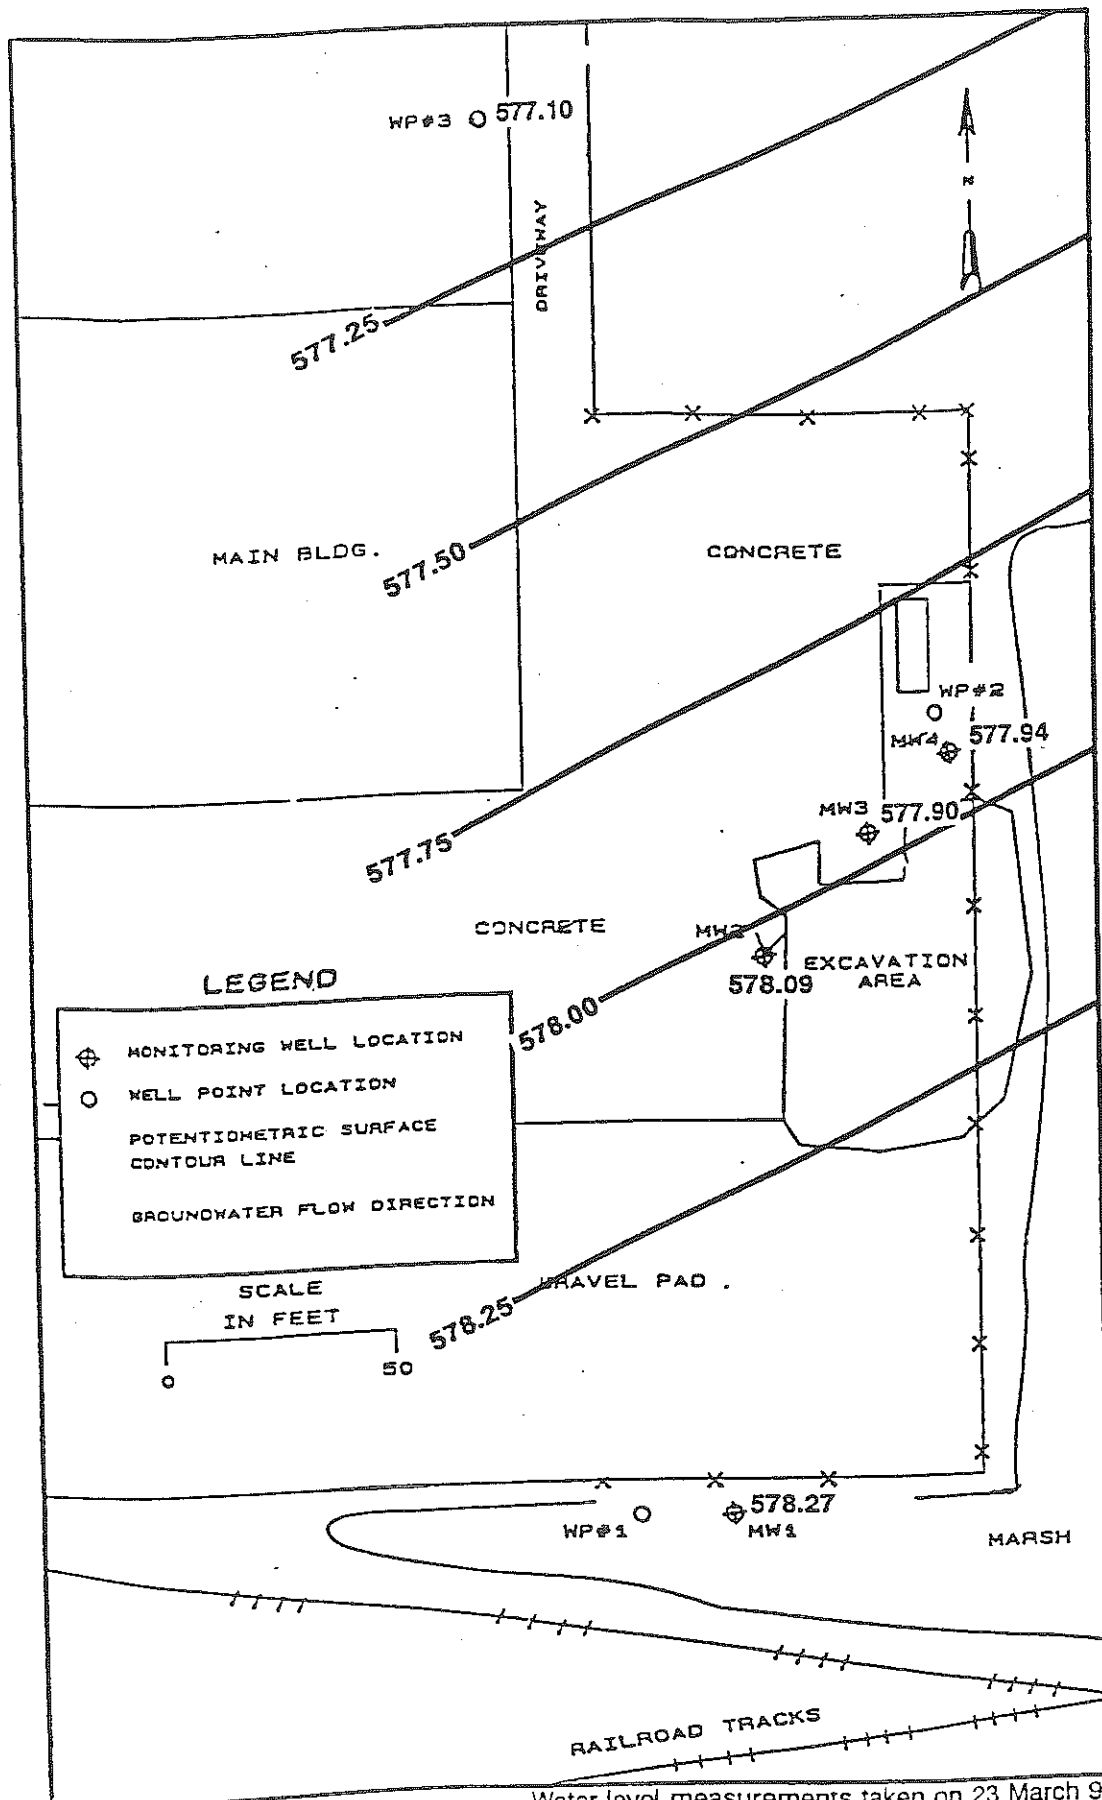 WP#3 577.10
N
DRIVEWAY
577.25
MAIN BLDG.
577.50
CONCRETE
WP#2
MW4 577.94
MW3 577.90
577.75
CONCRETE
MW2
578.09
EXCAVATION
AREA
LEGEND
578.00
MONITORING WELL LOCATION
WELL POINT LOCATION
POTENTIOMETRIC SURFACE
CONTOUR LINE
GROUNDWATER FLOW DIRECTION
SCALE
IN FEET
0 50
578.25
GRAVEL PAD
WP#1
578.27
MW1
MARSH
RAILROAD TRACKS
Water level measurements taken on 23 March 9